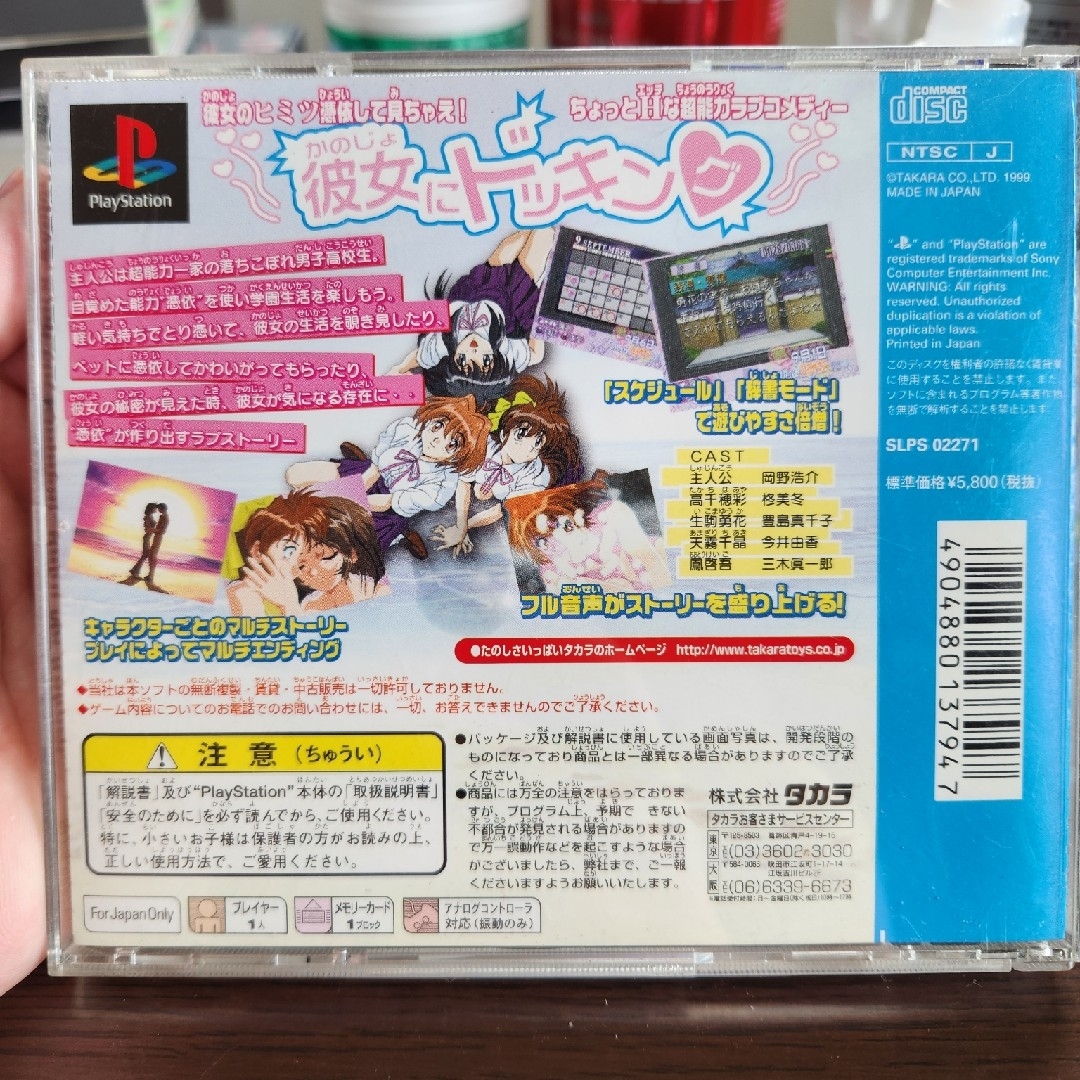 PlayStation
彼女のヒミツ憑依して見ちゃえ!
ちょっとHな超能力ラブコメディー
彼女にドッキング
主人公は超能力一家の落ちこぼれ男子高校生。
目覚めた能力"憑依"を使い学園生活を楽しもう。
軽い気持ちでとり憑いて、彼女の生活を覗き見したり、
ペットに憑依してかわいがってもらったり、
彼女の秘密が見えた時、彼女が気になる存在に・・
"憑依"が作り出すラブストーリー
9 SEPTEMBER
「スケジュール」「辞書モード」
で遊びやすさ倍増!
CAST
主人公 岡野浩介
高千穂彩 柊美冬
生駒勇花 豊島真千子
天霧千晶 今井由香
鳳啓吾 三木眞一郎
フル音声がストーリーを盛り上げる!
キャラクターごとのマルチストーリー
プレイによってマルチエンディング
●たのしさいっぱいタカラのホームページ http://www.takaratoys.co.jp
◆当社は本ソフトの無断複製・賃貸・中古販売は一切許可しておりません。
◆ゲーム内容についてのお電話でのお問い合わせには、一切、お答えできませんのでご了承ください。
注意(ちゅうい)
「解説書」及び"PlayStation"本体の「取扱説明書」
「安全のために」を必ず読んでから、ご使用ください。
特に、小さいお子様は保護者の方がお読みの上、
正しい使用方法で、ご愛用ください。
●パッケージ及び解説書に使用している画面写真は、開発段階の
ものになっており商品とは一部異なる場合がありますのでご了承
ください。
●商品には万全の注意をはらっておりま
すが、プログラム上、予期で きない
不都合が発見される場合がありますの
で万一誤動作などを起こすような場合
がございましたら、弊社まで、ご一報
くださいますようお願いいたします。
株式会社 タカラ
タカラお客さまサービスセンター
東京
(03)3602-3030
大阪
(06)6339-6673
For Japan Only
プレイヤー
1人
メモリーカード
1ブロック
アナログコントローラ
対応(振動のみ)
COMPACT
disc
NTSC J
©TAKARA CO.,LTD. 1999.
MADE IN JAPAN
" " and "PlayStation" are
registered trademarks of Sony
Computer Entertainment Inc.
WARNING: All rights
reserved. Unauthorized
duplication is a violation of
applicable laws.
Printed in Japan
このディスクを権利者の許諾なく賃貸業
に使用することを禁止します。また
ソフトに含まれるプログラム等著作物
を無断で解析することを禁止します。
SLPS 02271
標準価格¥5,800(税抜)
4904880137947